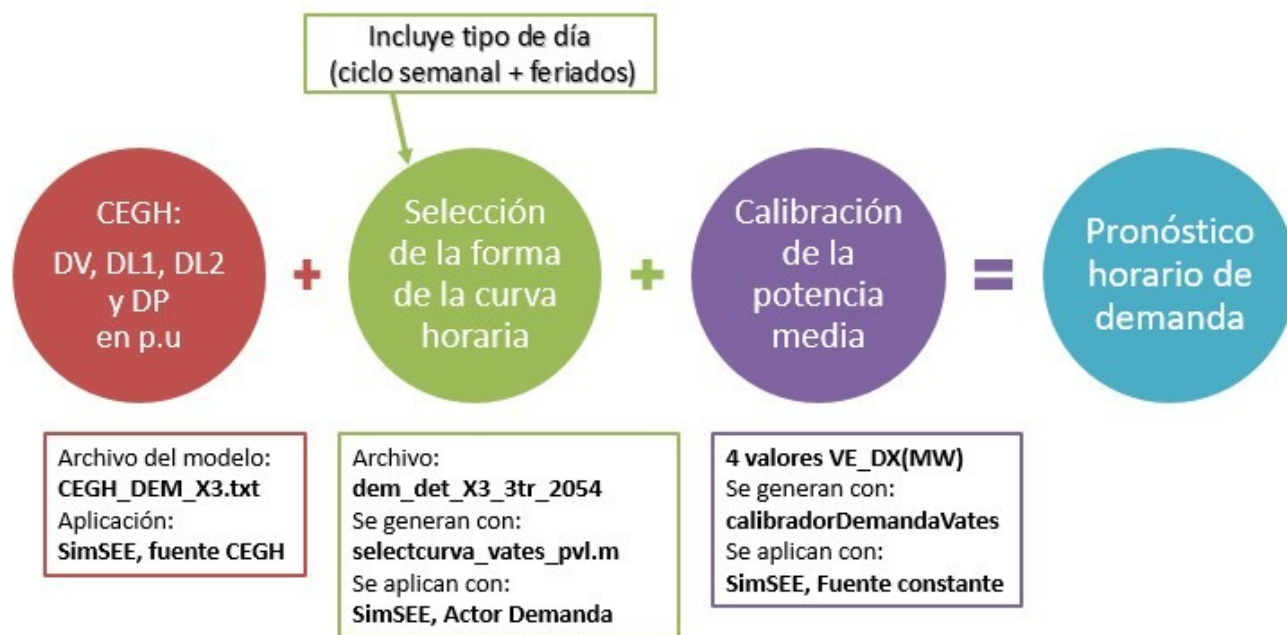 Incluye tipo de día
(ciclo semanal + feriados)
CEGH:
DV, DL1, DL2
y DP
en p.u
+
Selección
de la forma
de la curva
horaria
+
Calibración
de la
potencia
media
=
Pronóstico
horario de
demanda
Archivo del modelo:
CEGH_DEM_X3.txt
Aplicación:
SimSEE, fuente CEGH
Archivo:
dem_det_X3_3tr_2054
Se generan con:
selectcurva_vates_pvl.m
Se aplican con:
SimSEE, Actor Demanda
4 valores VE_DX(MW)
Se generan con:
calibradorDemandaVates
Se aplican con:
SimSEE, Fuente constante